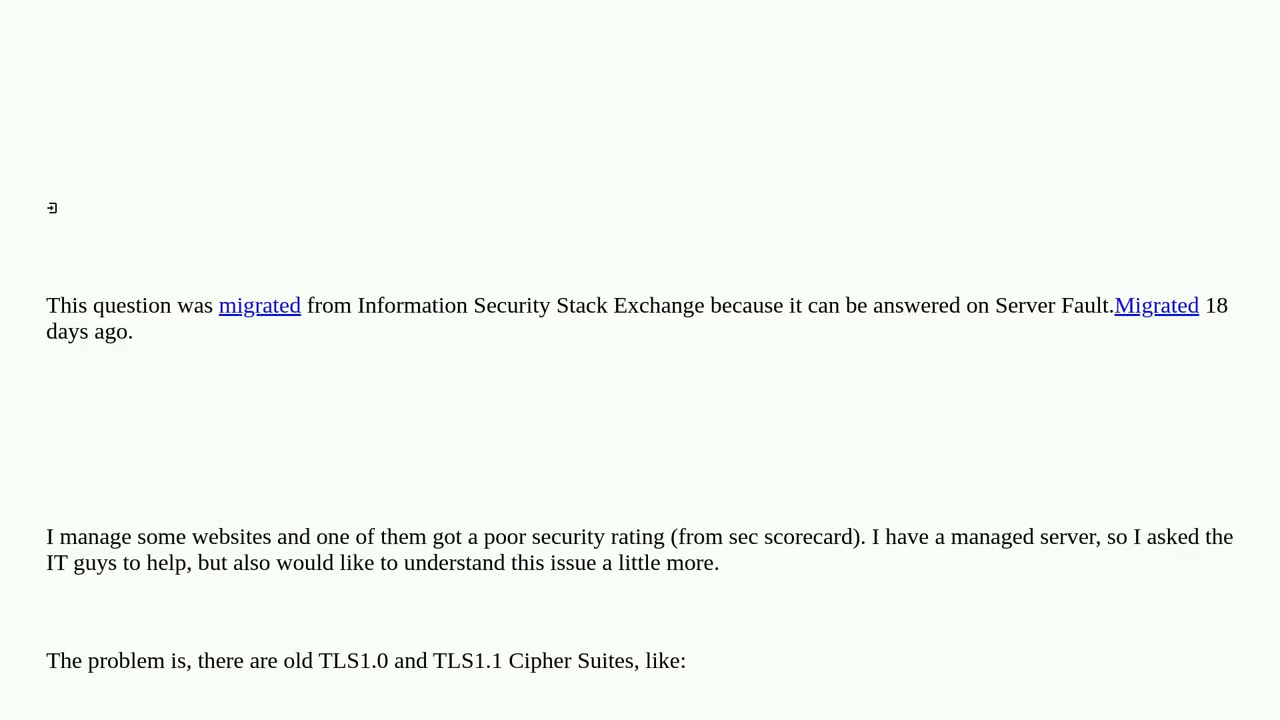 This question was migrated from Information Security Stack Exchange because it can be answered on Server Fault.Migrated 18
days ago.
I manage some websites and one of them got a poor security rating (from sec scorecard). I have a managed server, so I asked the
IT guys to help, but also would like to understand this issue a little more.
The problem is, there are old TLS1.0 and TLS1.1 Cipher Suites, like: